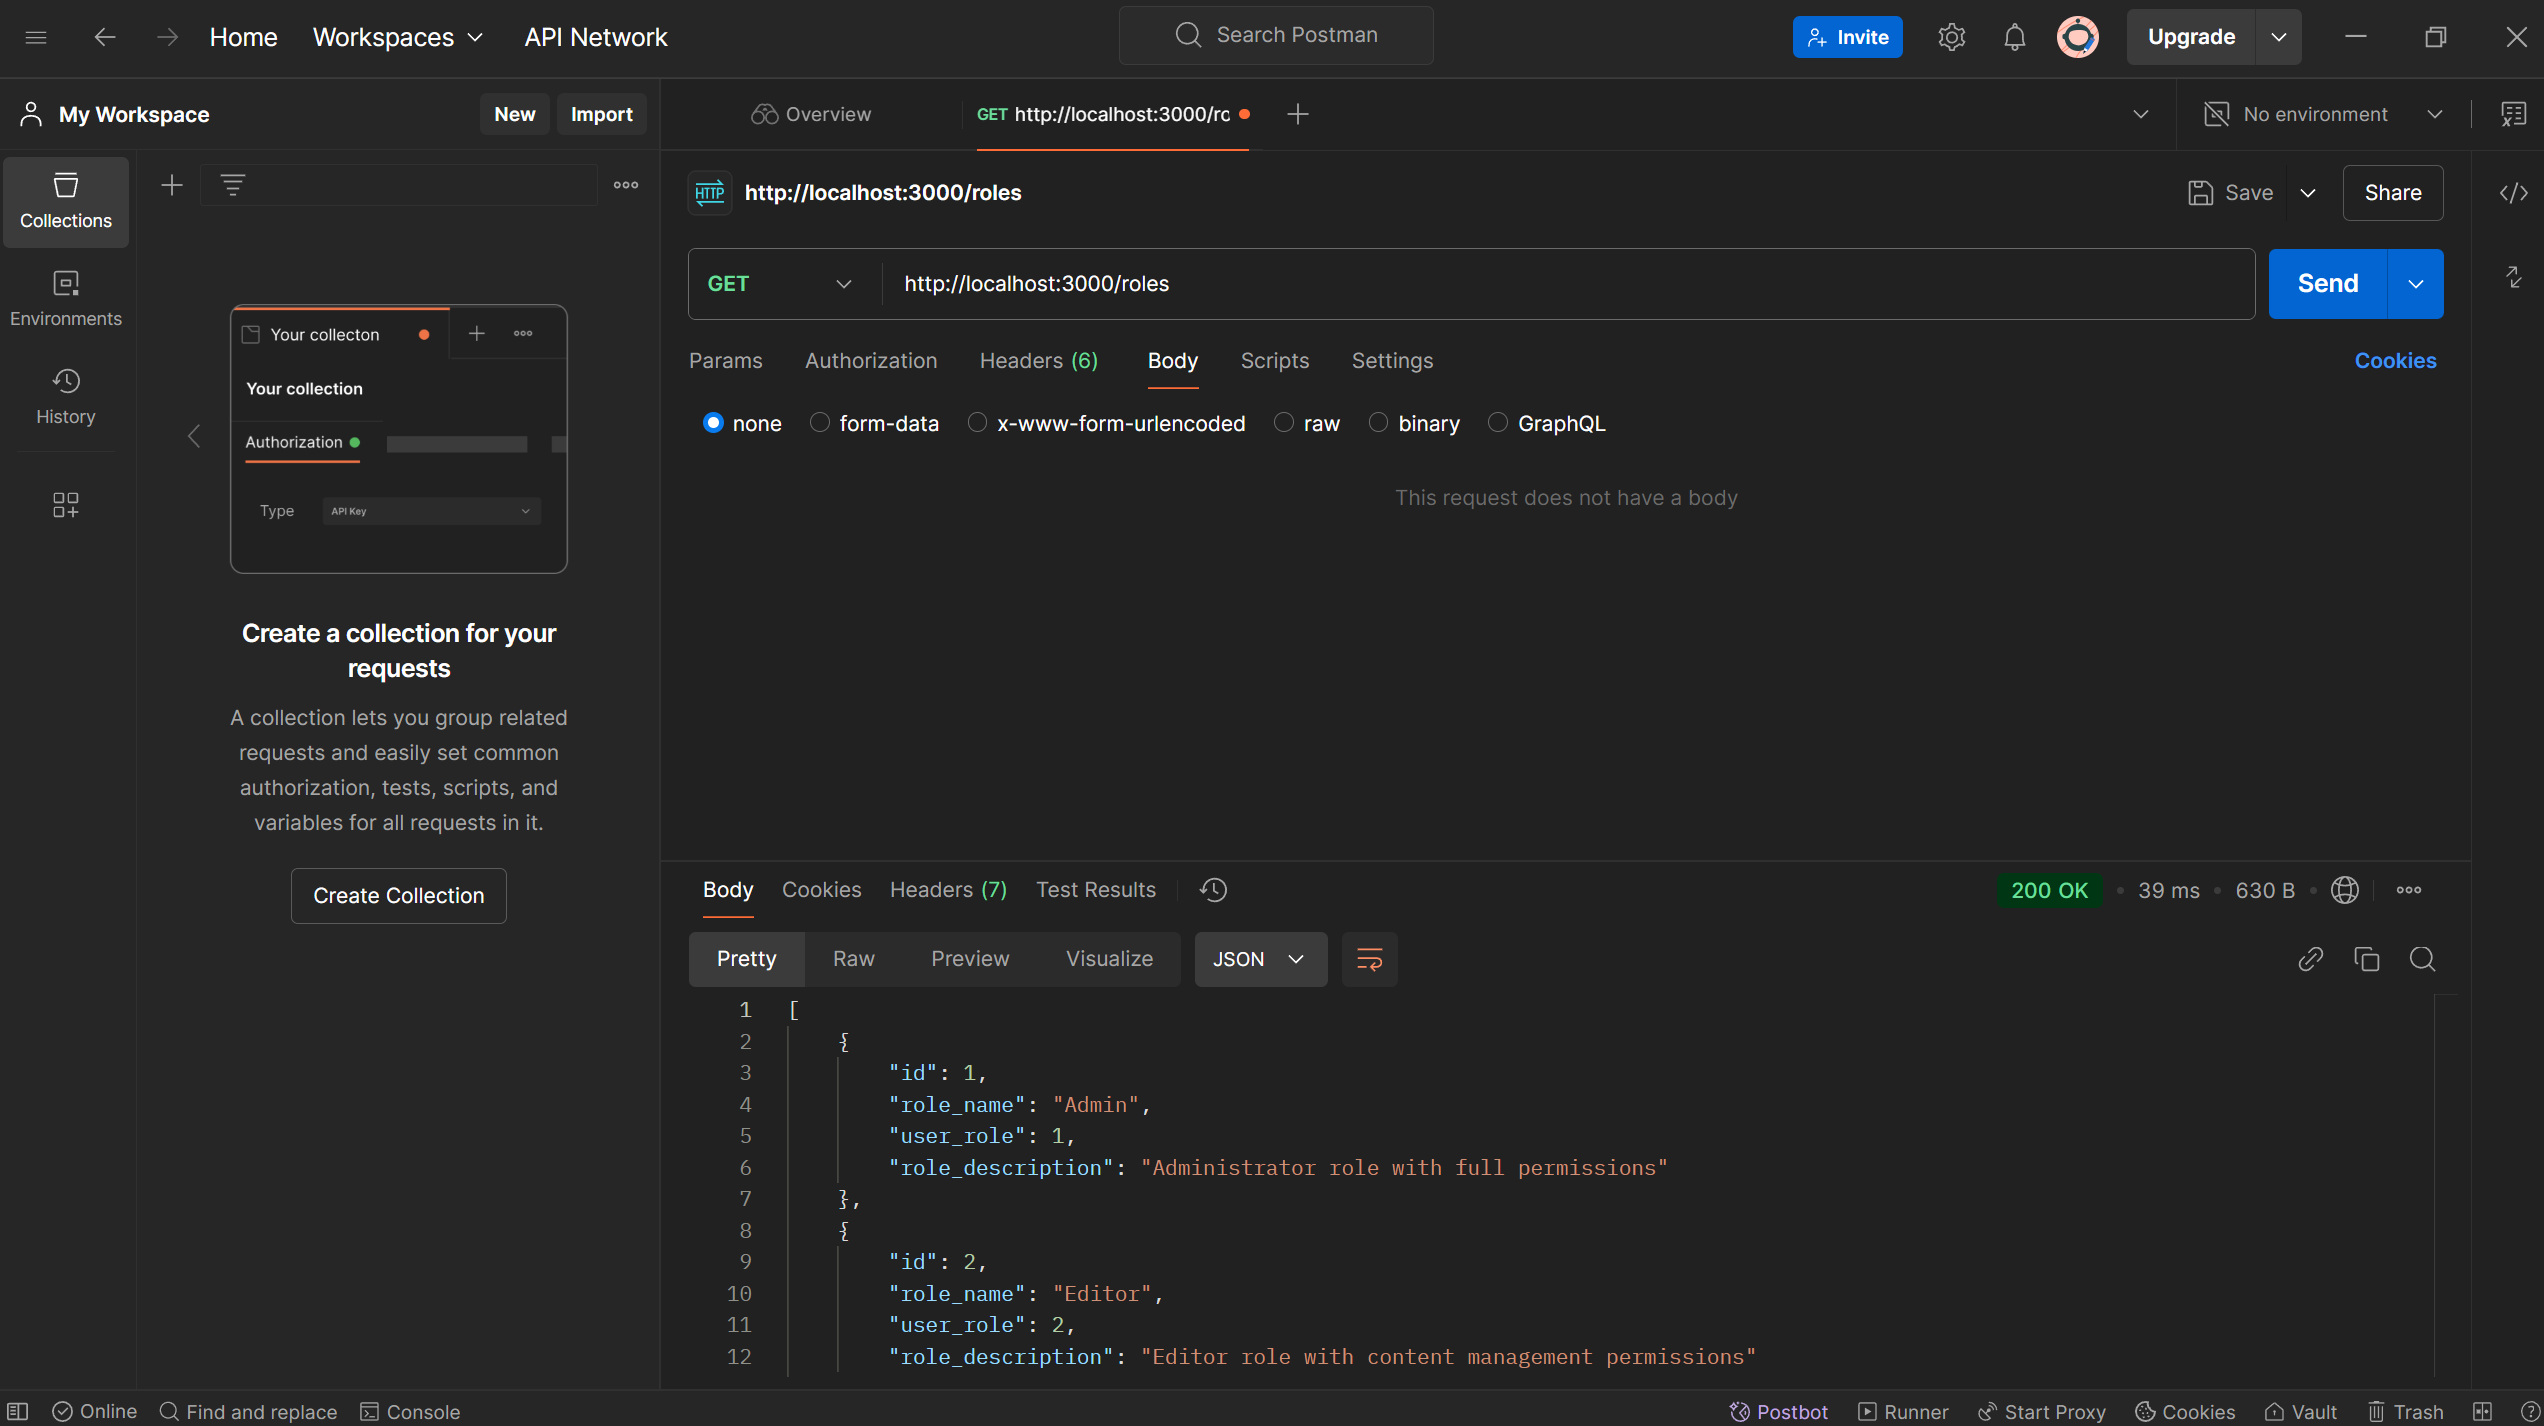 Home
Workspaces
API Network
Search Postman
Invite
Upgrade
My Workspace
New
Import
Overview
GET http://localhost:3000/ro
No environment
Collections
Environments
History
Your collecton
Your collection
Authorization
Type
API Key
Create a collection for your
requests
A collection lets you group related
requests and easily set common
authorization, tests, scripts, and
variables for all requests in it.
Create Collection
HTTP
http://localhost:3000/roles
Save
Share
GET
http://localhost:3000/roles
Send
Params
Authorization
Headers (6)
Body
Scripts
Settings
Cookies
none
form-data
x-www-form-urlencoded
raw
binary
GraphQL
This request does not have a body
Body
Cookies
Headers (7)
Test Results
200 OK
39 ms
630 B
Pretty
Raw
Preview
Visualize
JSON
1 [
2 {
3 "id": 1,
4 "role_name": "Admin",
5 "user_role": 1,
6 "role_description": "Administrator role with full permissions"
7 },
8 {
9 "id": 2,
10 "role_name": "Editor",
11 "user_role": 2,
12 "role_description": "Editor role with content management permissions"
Online
Find and replace
Console
Postbot
Runner
Start Proxy
Cookies
Vault
Trash